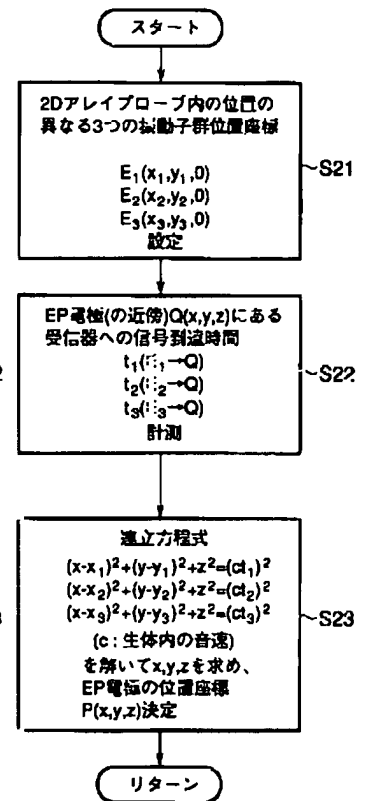 スタート
2Dアレイプローブ内の位置の
異なる3つの振動子群位置座標
E₁(x₁,y₁,0)
E₂(x₂,y₂,0)
E₃(x₃,y₃,0)
設定
~S21
EP電極(の近傍)Q(x,y,z)にある
受信器への信号到達時間
t₁(E₁→Q)
t₂(E₂→Q)
t₃(E₃→Q)
計測
~S22
連立方程式
(x-x₁)²+(y-y₁)²+z²=(ct₁)²
(x-x₂)²+(y-y₂)²+z²=(ct₂)²
(x-x₃)²+(y-y₃)²+z²=(ct₃)²
(c:生体内の音速)
を解いてx,y,zを求め、
EP電極の位置座標
P(x,y,z)決定
~S23
リターン